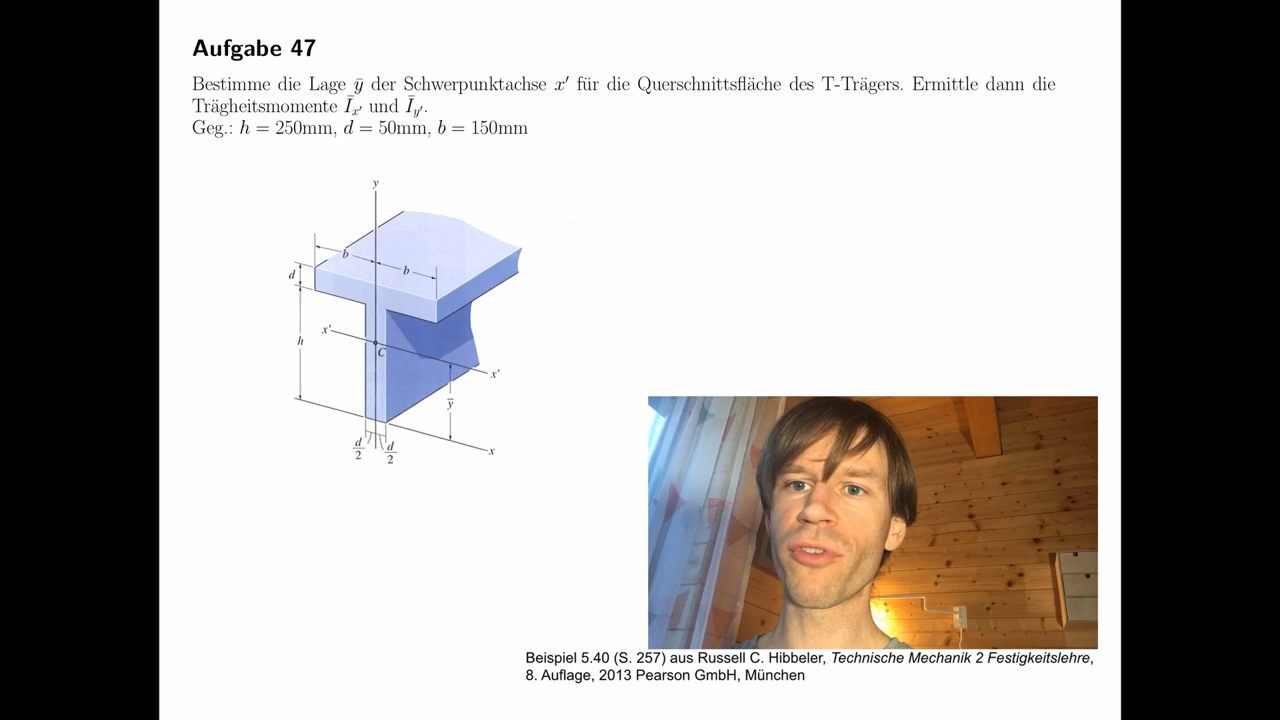 Aufgabe 47
Bestimme die Lage ȳ der Schwerpunktachse x′ für die Querschnittsfläche des T-Trägers. Ermittle dann die
Trägheitsmomente Ī_x′ und Ī_y′.
Geg.: h = 250mm, d = 50mm, b = 150mm
y
b
b
d
x′
h
C
x′
ȳ
d/2
d/2
x
Beispiel 5.40 (S. 257) aus Russell C. Hibbeler, Technische Mechanik 2 Festigkeitslehre,
8. Auflage, 2013 Pearson GmbH, München